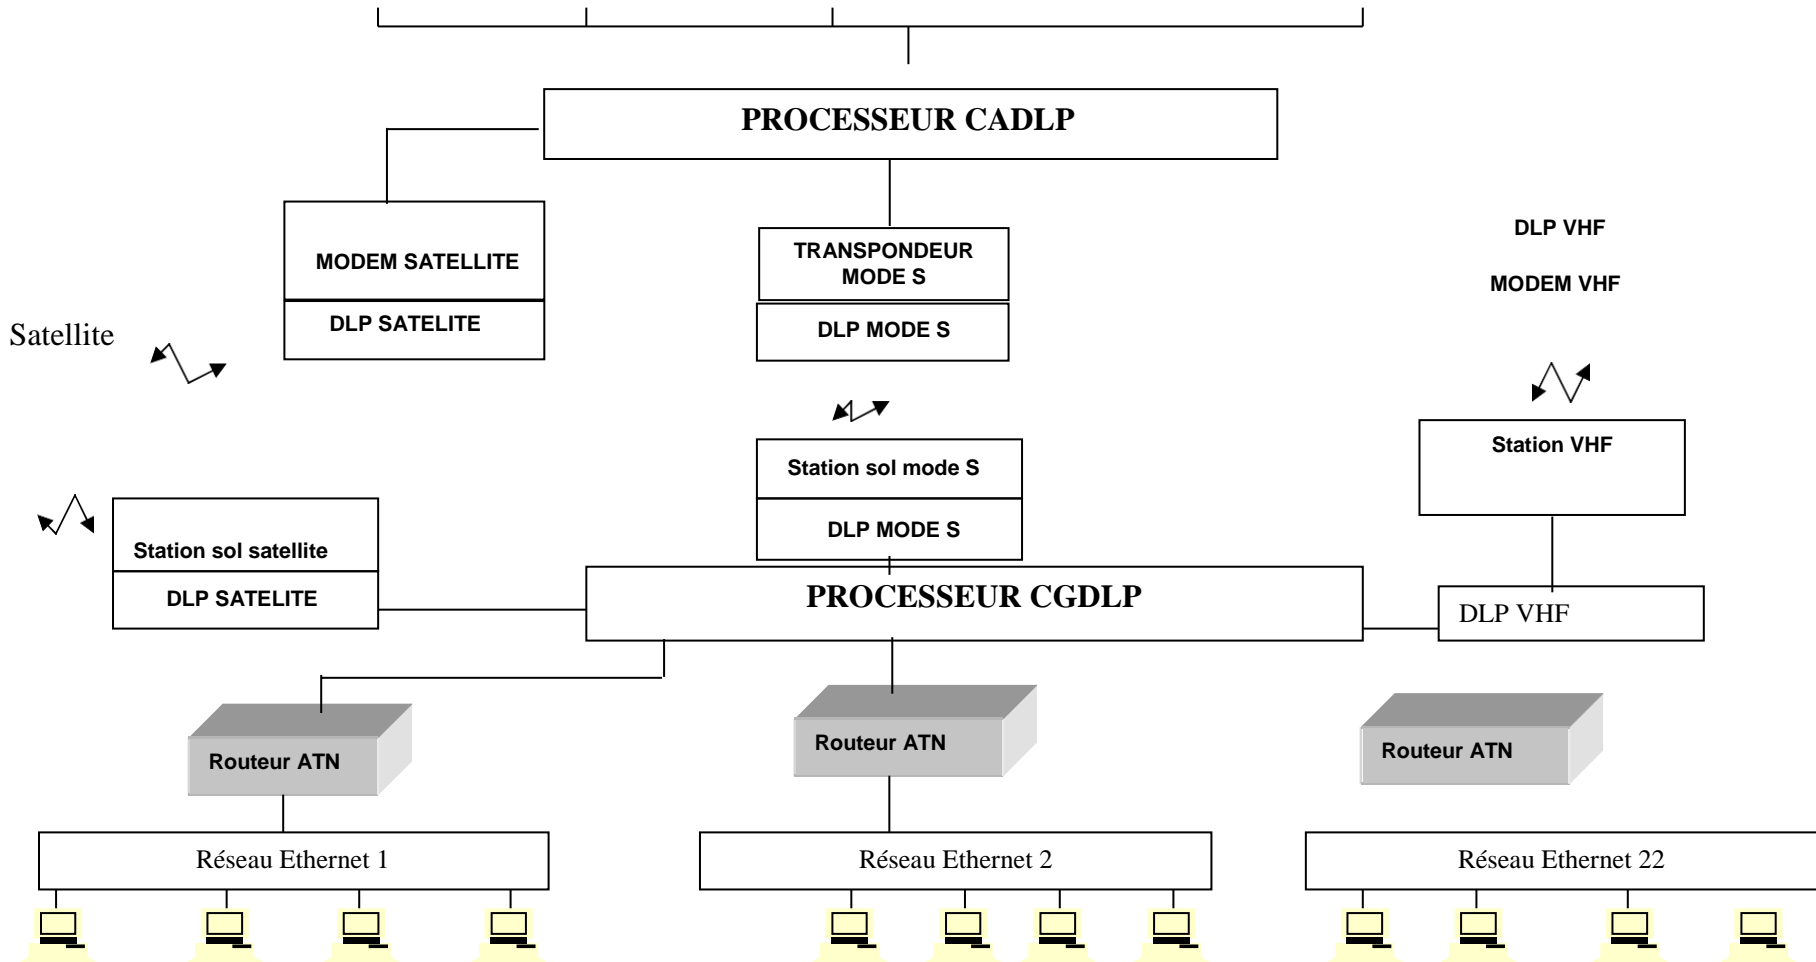 PROCESSEUR CADLP
DLP VHF
MODEM SATELLITE
TRANSPONDEUR
MODE S
MODEM VHF
DLP SATELITE
DLP MODE S
Satellite
Station VHF
Station sol mode S
DLP MODE S
Station sol satellite
DLP SATELITE
PROCESSEUR CGDLP
DLP VHF
Routeur ATN
Routeur ATN
Routeur ATN
Réseau Ethernet 1
Réseau Ethernet 2
Réseau Ethernet 22